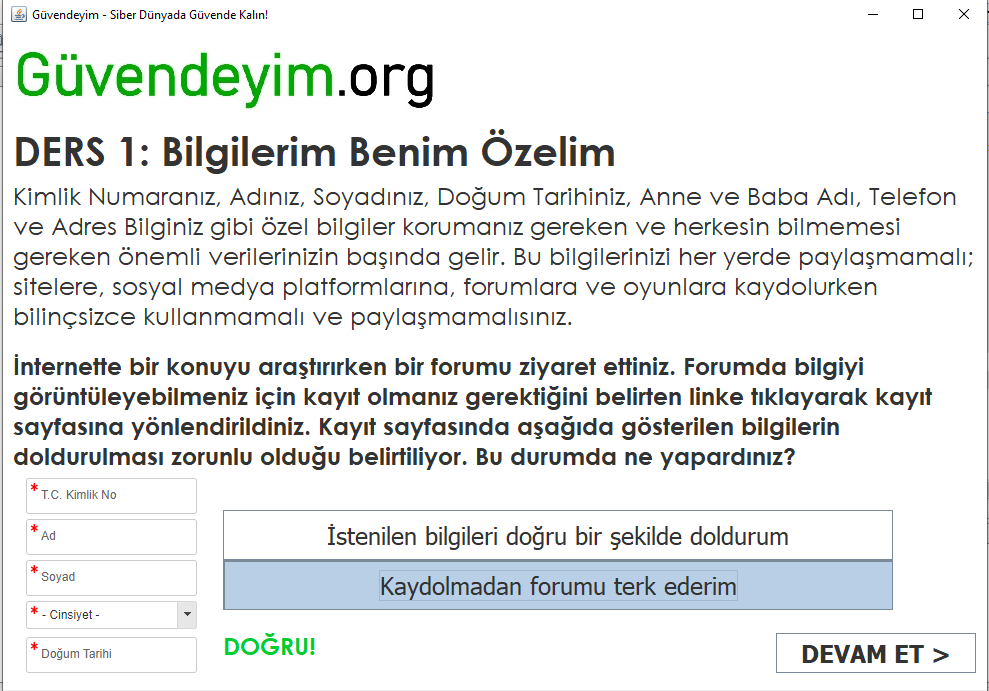 Güvendeyim - Siber Dünyada Güvende Kalın!
Güvendeyim.org
DERS 1: Bilgilerim Benim Özelim
Kimlik Numaranız, Adınız, Soyadınız, Doğum Tarihiniz, Anne ve Baba Adı, Telefon
ve Adres Bilginiz gibi özel bilgiler korumanız gereken ve herkesin bilmemesi
gereken önemli verilerinizin başında gelir. Bu bilgilerinizi her yerde paylaşmamalı;
sitelere, sosyal medya platformlarına, forumlara ve oyunlara kaydolurken
bilinçsizce kullanmamalı ve paylaşmamalısınız.
İnternette bir konuyu araştırırken bir forumu ziyaret ettiniz. Forumda bilgiyi
görüntüleyebilmeniz için kayıt olmanız gerektiğini belirten linke tıklayarak kayıt
sayfasına yönlendirildiniz. Kayıt sayfasında aşağıda gösterilen bilgilerin
doldurulması zorunlu olduğu belirtiliyor. Bu durumda ne yapardınız?
* T.C. Kimlik No
* Ad
* Soyad
* - Cinsiyet -
* Doğum Tarihi
İstenilen bilgileri doğru bir şekilde doldurum
Kaydolmadan forumu terk ederim
DOĞRU!
DEVAM ET >